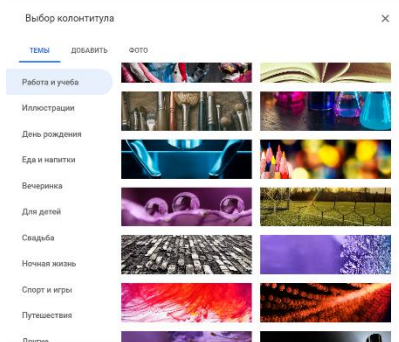 Выбор колонтитула
ТЕМЫ ДОБАВИТЬ ФОТО
Работа и учеба
Иллюстрации
День рождения
Еда и напитки
Вечеринка
Для детей
Свадьба
Ночная жизнь
Спорт и игры
Путешествия
Другие